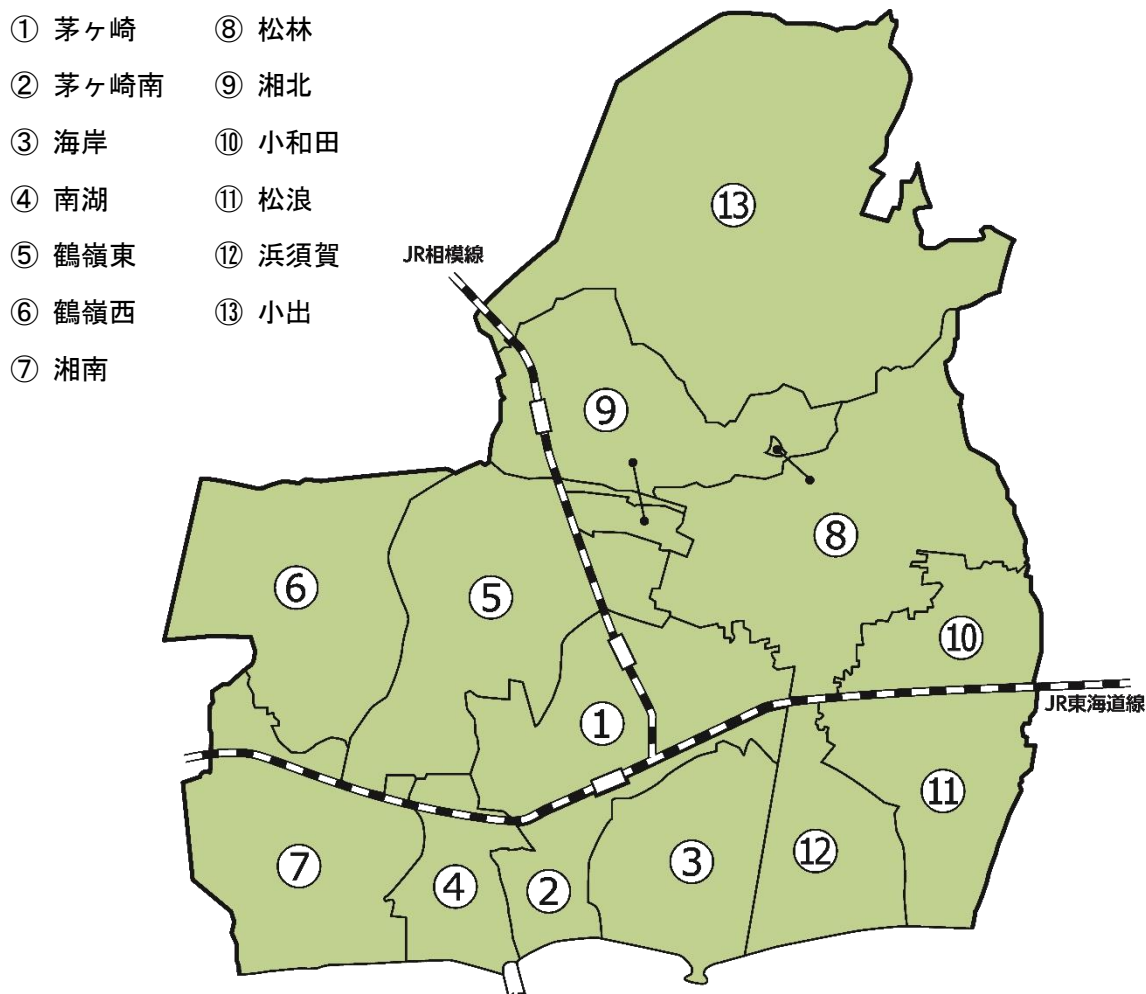 ① 茅ヶ崎
② 茅ヶ崎南
③ 海岸
④ 南湖
⑤ 鶴嶺東
⑥ 鶴嶺西
⑦ 湘南
⑧ 松林
⑨ 湘北
⑩ 小和田
⑪ 松浪
⑫ 浜須賀
⑬ 小出
⑬
JR相模線
⑨
⑧
⑥
⑤
⑩
①
JR東海道線
⑪
⑦
④
②
③
⑫